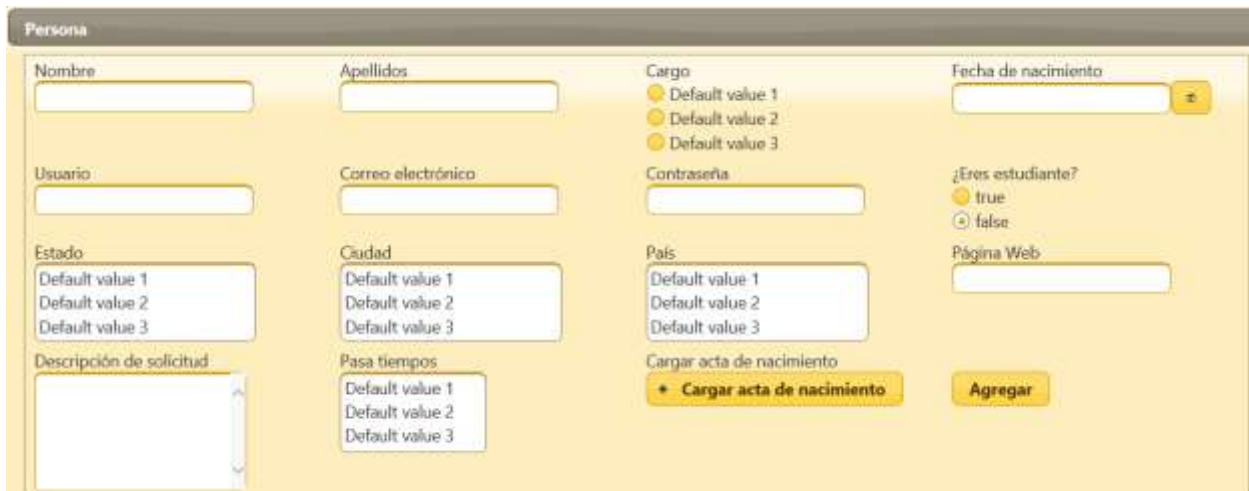 Persona
Nombre
Apellidos
Cargo
Default value 1
Default value 2
Default value 3
Fecha de nacimiento
Usuario
Correo electrónico
Contraseña
¿Eres estudiante?
true
false
Estado
Default value 1
Default value 2
Default value 3
Ciudad
Default value 1
Default value 2
Default value 3
País
Default value 1
Default value 2
Default value 3
Página Web
Descripción de solicitud
Pasa tiempos
Default value 1
Default value 2
Default value 3
Cargar acta de nacimiento
+ Cargar acta de nacimiento
Agregar